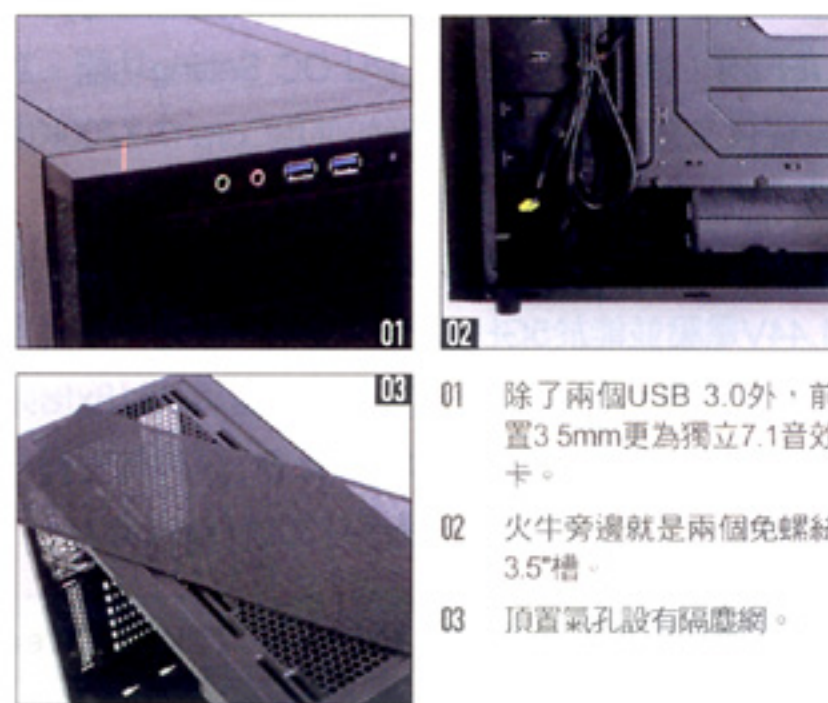 01
02
03
01 除了兩個USB 3.0外，前
置3.5mm更為獨立7.1音效
卡。
02 火牛旁邊就是兩個免螺絲
3.5"槽。
03 頂置氣孔設有隔塵網。